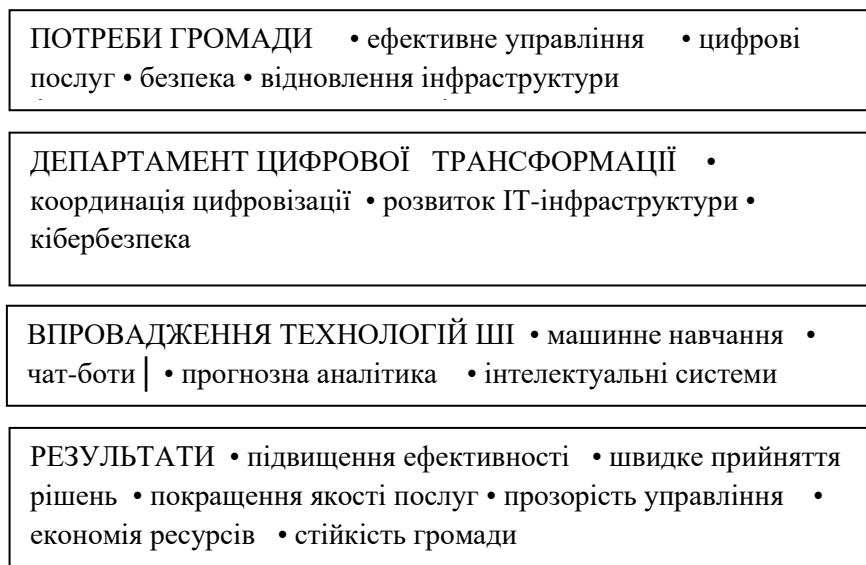 ПОТРЕБИ ГРОМАДИ • ефективне управління • цифрові
послуг • безпека • відновлення інфраструктури
ДЕПАРТАМЕНТ ЦИФРОВОЇ ТРАНСФОРМАЦІЇ •
координація цифровізації • розвиток ІТ-інфраструктури •
кібербезпека
ВПРОВАДЖЕННЯ ТЕХНОЛОГІЙ ШІ • машинне навчання •
чат-боти│ • прогнозна аналітика • інтелектуальні системи
РЕЗУЛЬТАТИ • підвищення ефективності • швидке прийняття
рішень • покращення якості послуг • прозорість управління •
економія ресурсів • стійкість громади